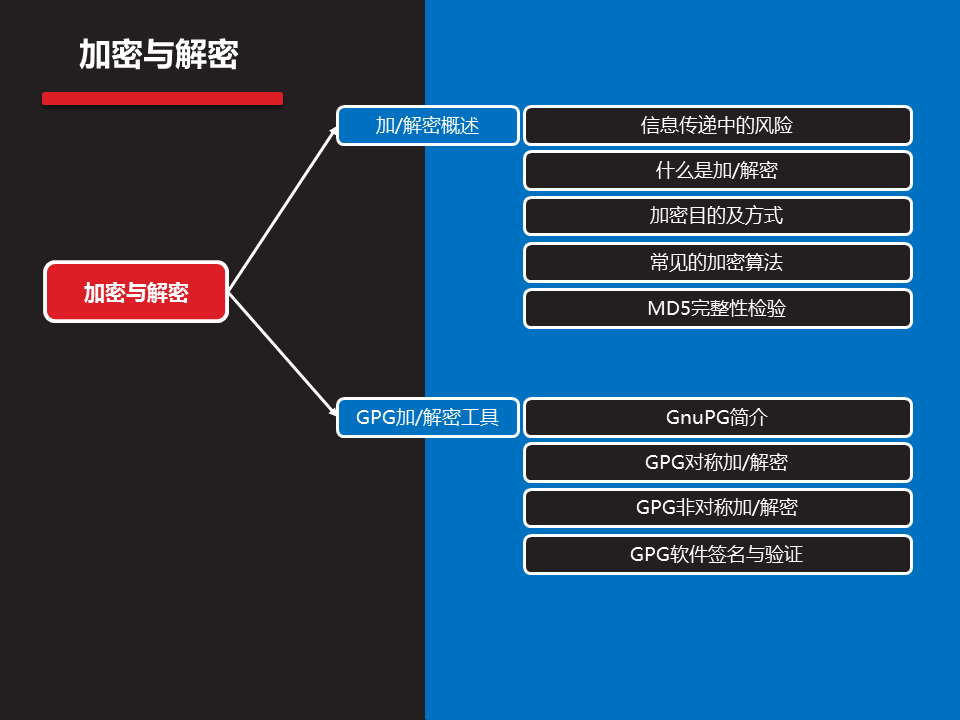 加密与解密
加密与解密
加/解密概述
信息传递中的风险
什么是加/解密
加密目的及方式
常见的加密算法
MD5完整性检验
GPG加/解密工具
GnuPG简介
GPG对称加/解密
GPG非对称加/解密
GPG软件签名与验证